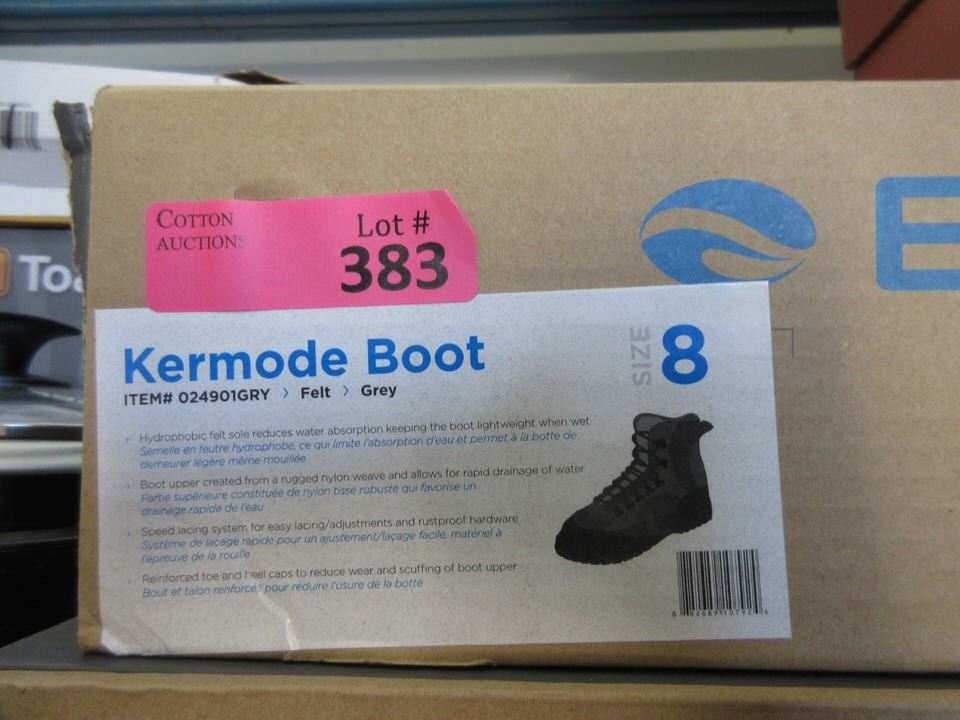 COTTON
AUCTIONS
Lot #
383
E
Toa
Kermode Boot
SIZE 8
ITEM# 024901GRY > Felt > Grey
› Hydrophobic felt sole reduces water absorption keeping the boot lightweight when wet
Semelle en feutre hydrophobe, ce qui limite l'absorption d'eau et permet à la botte de
demeurer légère même mouillée
› Boot upper created from a rugged nylon weave and allows for rapid drainage of water
Partie supérieure constituée de nylon tissé robuste qui favorise un
drainage rapide de l'eau
› Speed lacing system for easy lacing/adjustments and rustproof hardware
Système de laçage rapide pour un ajustement/laçage facile, matériel à
l'épreuve de la rouille
› Reinforced toe and heel caps to reduce wear and scuffing of boot upper
Bout et talon renforcés pour réduire l'usure de la botte